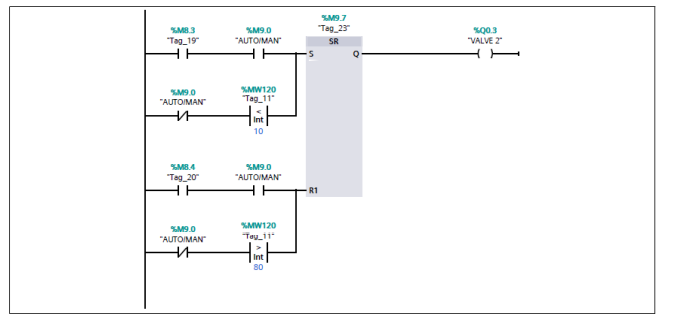 %M9.7
"Tag_23"
%M8.3
"Tag_19"
%M9.0
"AUTO/MAN"
SR
%Q0.3
"VALVE 2"
S
Q
%M9.0
"AUTO/MAN"
%MW120
"Tag_11"
<
Int
10
%M8.4
"Tag_20"
%M9.0
"AUTO/MAN"
R1
%M9.0
"AUTO/MAN"
%MW120
"Tag_11"
>
Int
80